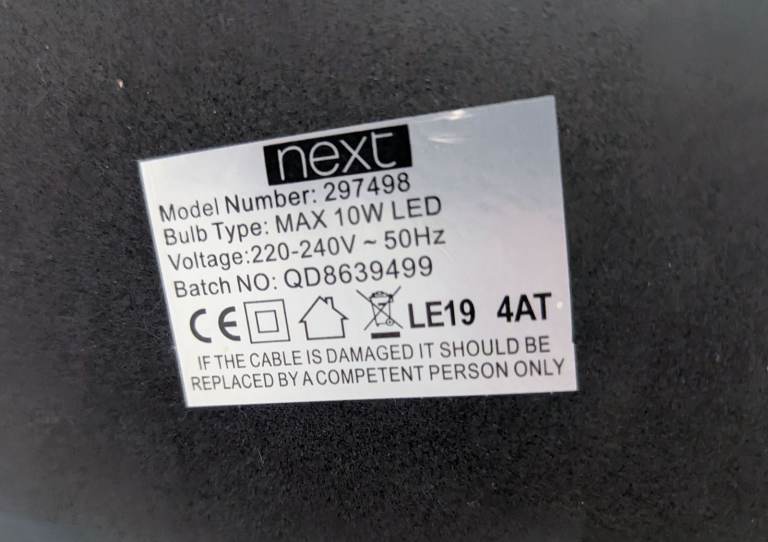 next
Model Number: 297498
Bulb Type: MAX 10W LED
Voltage:220-240V ~ 50Hz
Batch NO: QD8639499
CE LE19 4AT
IF THE CABLE IS DAMAGED IT SHOULD BE
REPLACED BY A COMPETENT PERSON ONLY